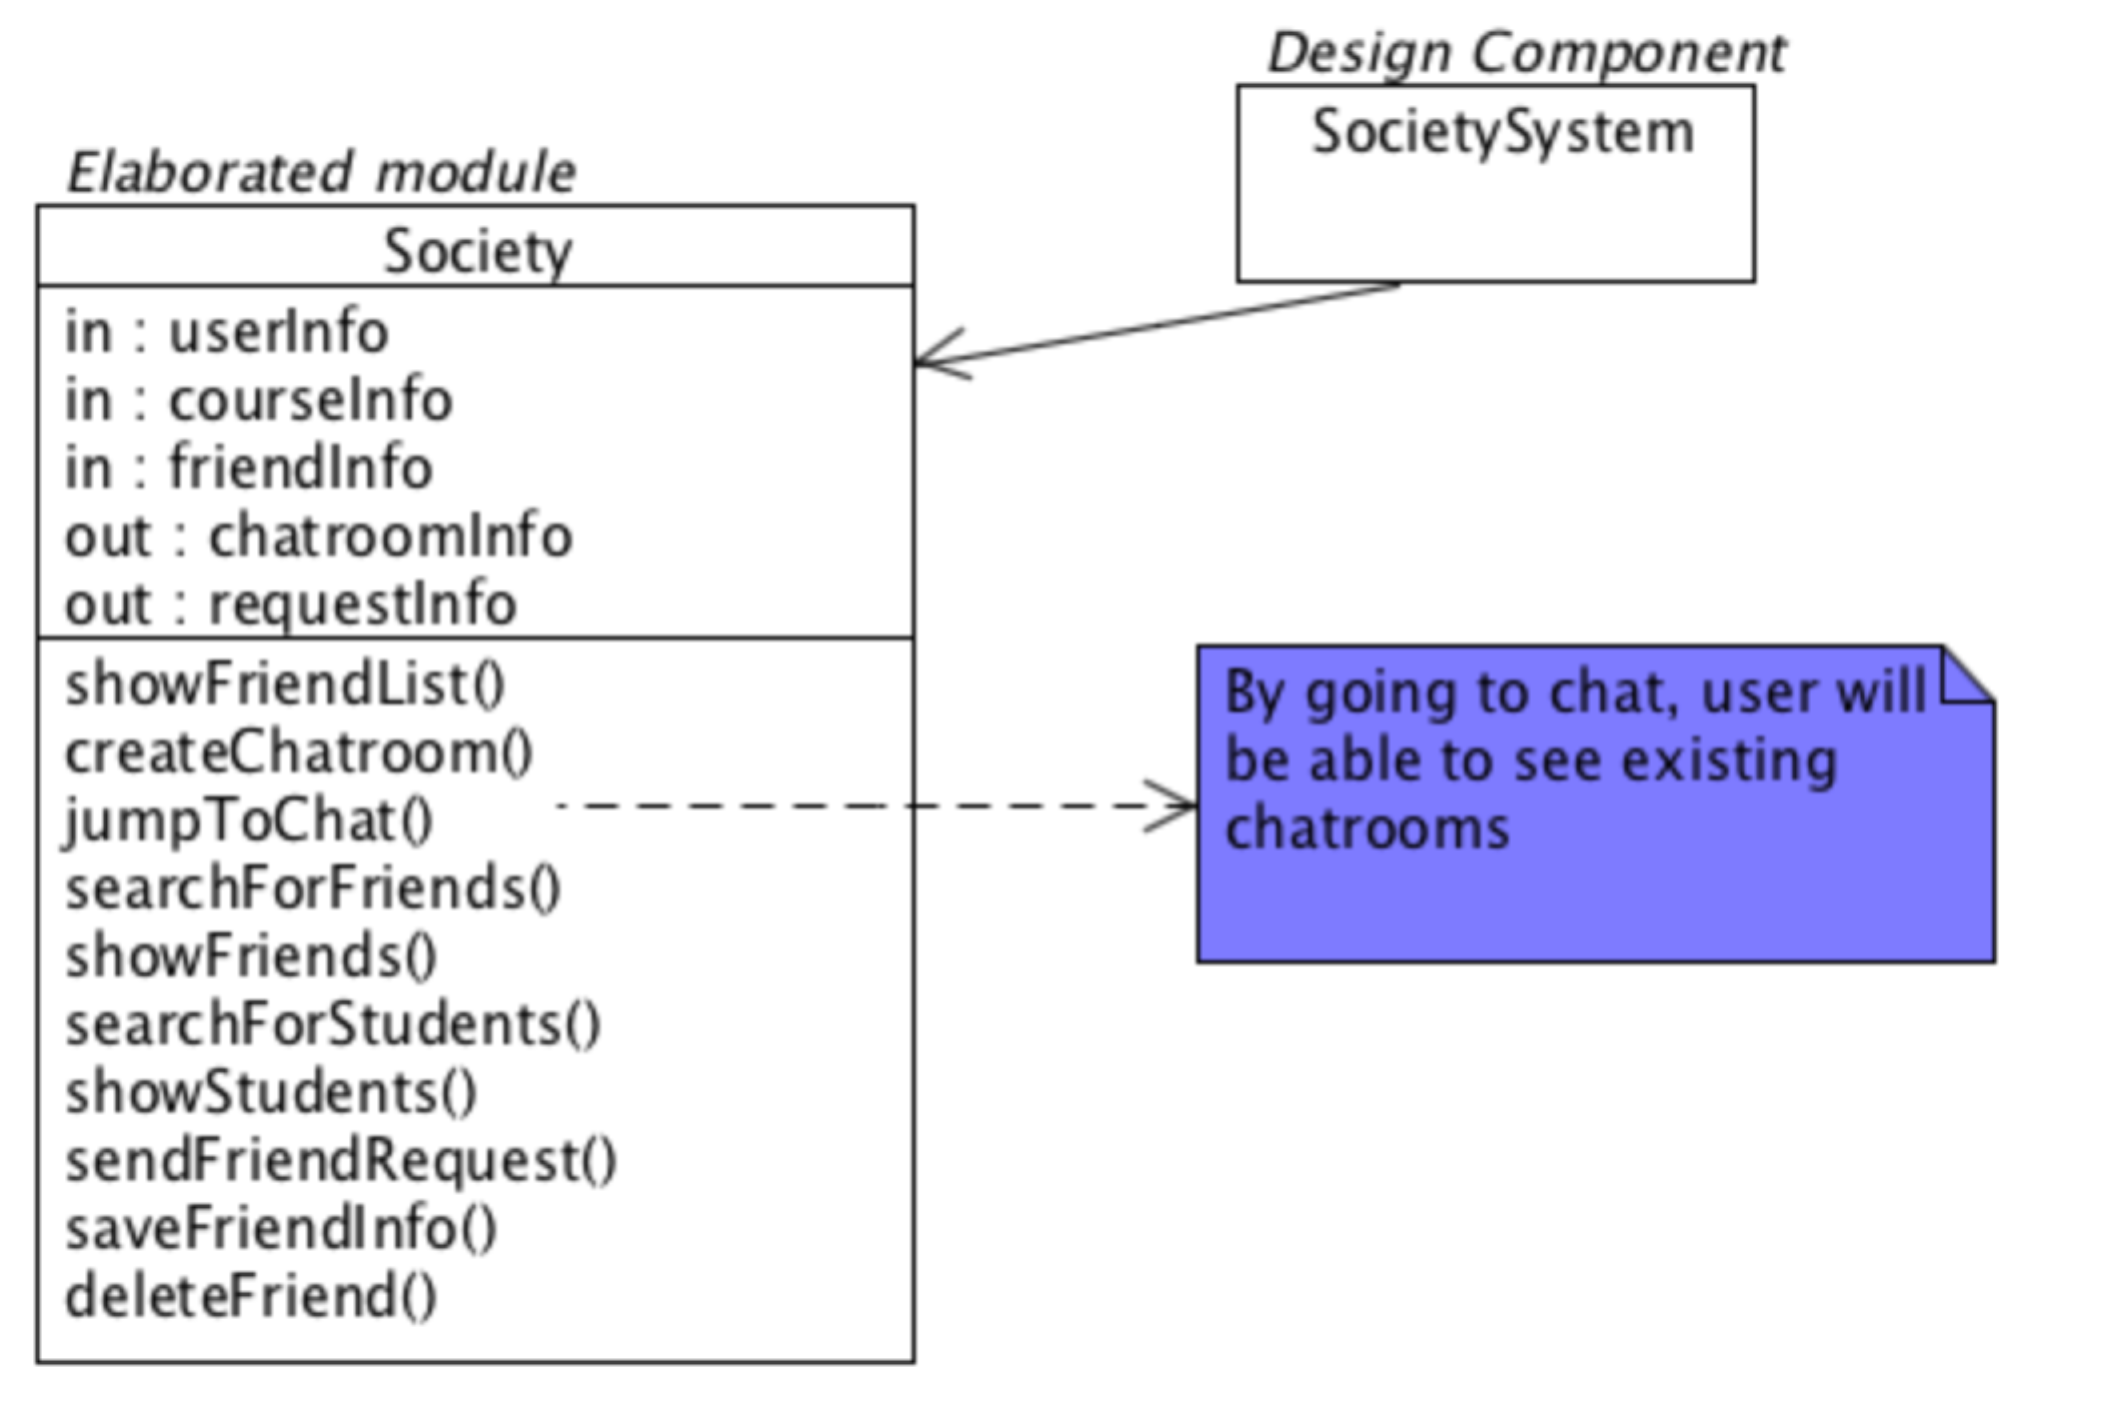 Design Component
SocietySystem
Elaborated module
Society
in : userInfo
in : courseInfo
in : friendInfo
out : chatroomInfo
out : requestInfo
showFriendList()
createChatroom()
jumpToChat()
searchForFriends()
showFriends()
searchForStudents()
showStudents()
sendFriendRequest()
saveFriendInfo()
deleteFriend()
By going to chat, user will
be able to see existing
chatrooms